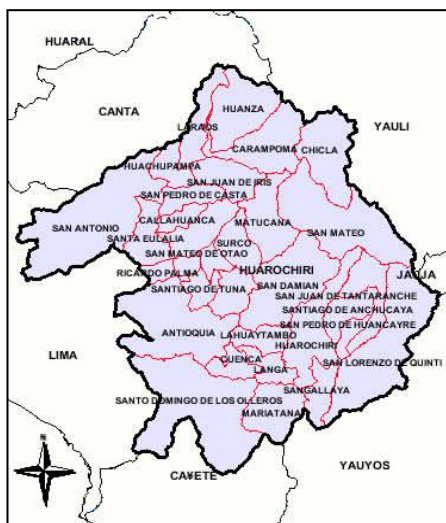 HUARAL
CANTA
HUANZA
LARAOS
YAULI
CARAMPOMA
CHICLA
HUACHUPAMPA
SAN JUAN DE IRIS
SAN PEDRO DE CASTA
CALLAHUANCA
MATUCANA
SAN ANTONIO
SAN MATEO
SANTA EULALIA
SURCO
SAN MATEO DE OTAO
RICARDO PALMA
HUAROCHIRI
JAUJA
SANTIAGO DE TUNA
SAN DAMIAN
SAN JUAN DE TANTARANCHE
SANTIAGO DE ANCHUCAYA
SAN PEDRO DE HUANCAYRE
ANTIOQUIA
LAHUAYTAMBO
HUAROCHIRI
LIMA
CUENCA
SAN LORENZO DE QUINTI
LANGA
SANGALLAYA
SANTO DOMINGO DE LOS OLLEROS
MARIATANA
N
YAUYOS
CA¥ETE